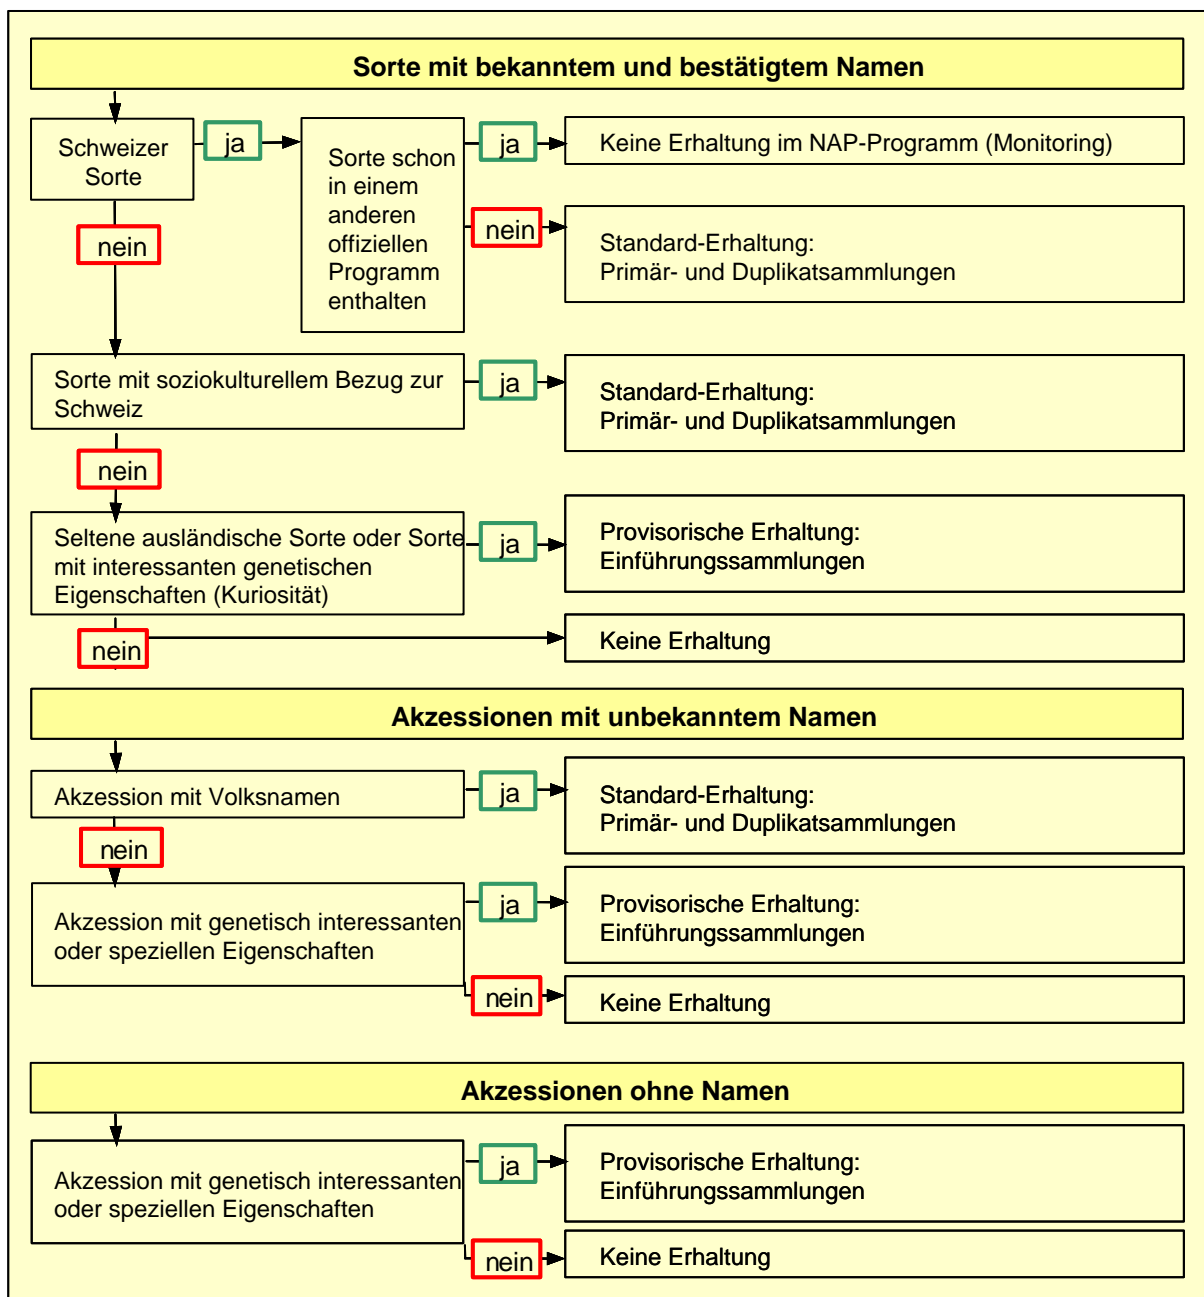 Sorte mit bekanntem und bestätigtem Namen
Schweizer
Sorte
ja
nein
Sorte schon
in einem
anderen
offiziellen
Programm
enthalten
ja
Keine Erhaltung im NAP-Programm (Monitoring)
nein
Standard-Erhaltung:
Primär- und Duplikatsammlungen
Sorte mit soziokulturellem Bezug zur
Schweiz
ja
Standard-Erhaltung:
Primär- und Duplikatsammlungen
nein
Seltene ausländische Sorte oder Sorte
mit interessanten genetischen
Eigenschaften (Kuriosität)
ja
Provisorische Erhaltung:
Einführungssammlungen
nein
Keine Erhaltung
Akzessionen mit unbekanntem Namen
Akzession mit Volksnamen
ja
Standard-Erhaltung:
Primär- und Duplikatsammlungen
nein
Akzession mit genetisch interessanten
oder speziellen Eigenschaften
ja
Provisorische Erhaltung:
Einführungssammlungen
nein
Keine Erhaltung
Akzessionen ohne Namen
Akzession mit genetisch interessanten
oder speziellen Eigenschaften
ja
Provisorische Erhaltung:
Einführungssammlungen
nein
Keine Erhaltung